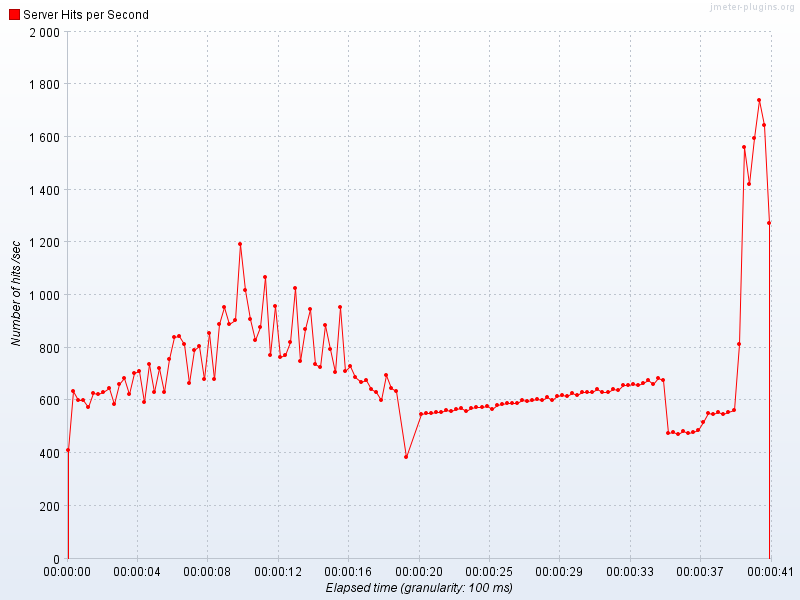 jmeter-plugins.org
Server Hits per Second
2 000
1 800
1 600
1 400
1 200
1 000
800
600
400
200
0
Number of hits /sec
00:00:00 00:00:04 00:00:08 00:00:12 00:00:16 00:00:20 00:00:25 00:00:29 00:00:33 00:00:37 00:00:41
Elapsed time (granularity: 100 ms)